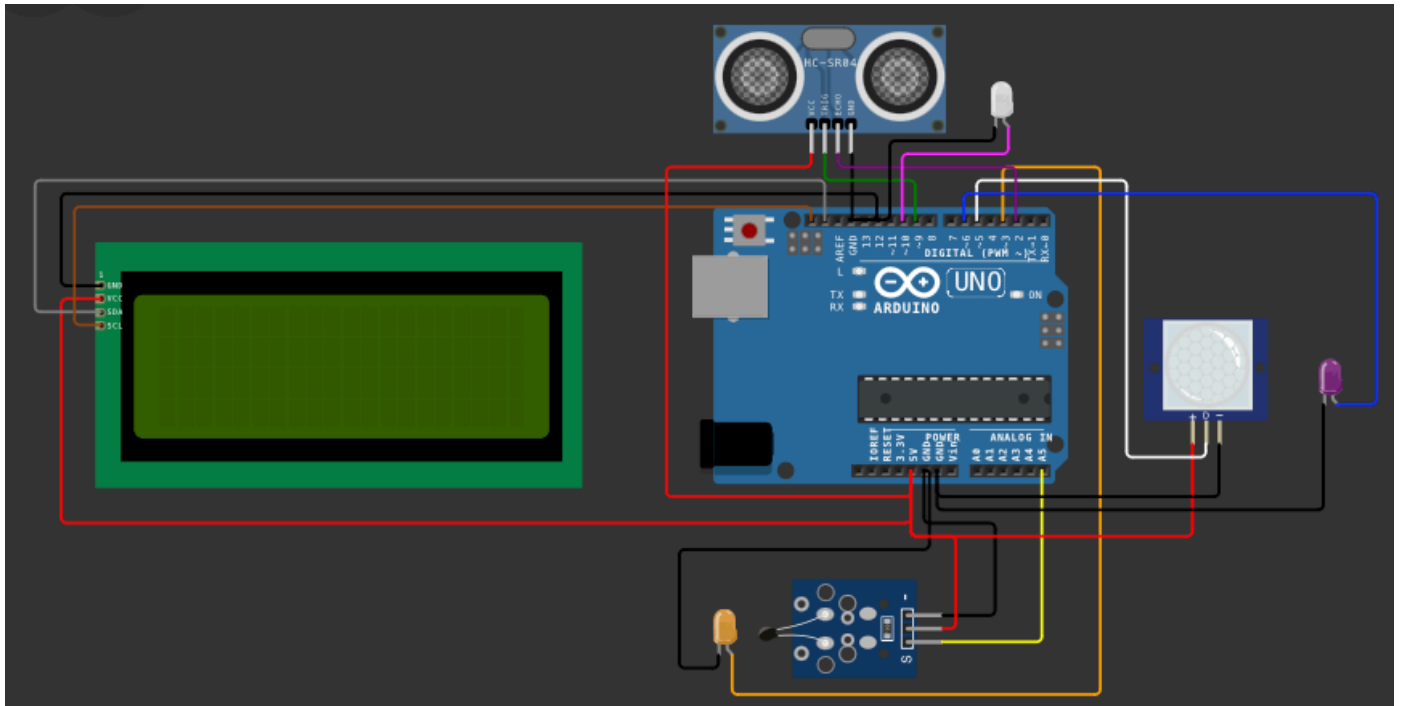 HC-SR04
VCC
TRIG
ECHO
GND
1
GND
VCC
SDA
SCL
AREF
GND
13
12
~11
~10
~9
8
7
~6
~5
4
~3
2
TX→1
RX←0
DIGITAL (PWM ~)
L
TX
RX
UNO
ARDUINO
ON
+ D -
IOREF
RESET
3.3V
5V
GND
GND
Vin
POWER
ANALOG IN
A0
A1
A2
A3
A4
A5
-
S